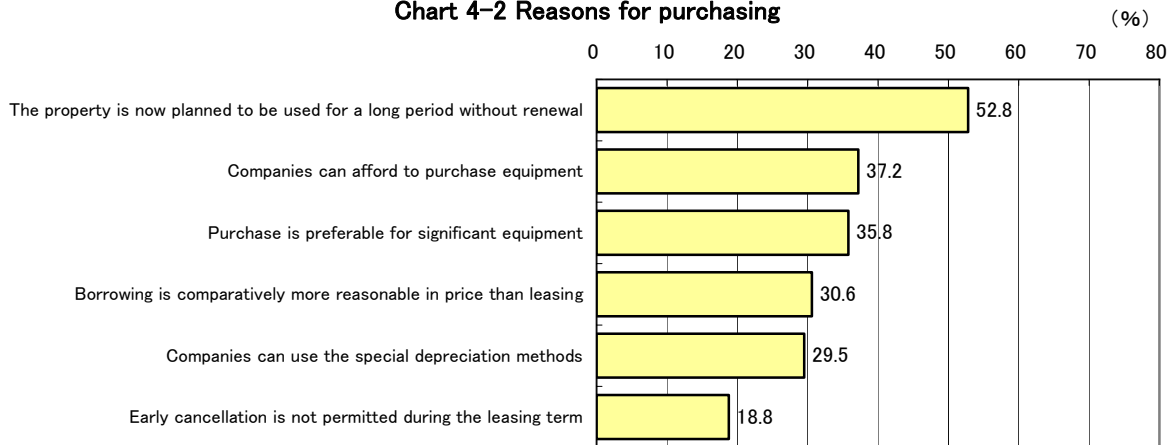 Chart 4-2 Reasons for purchasing
（%）
0 10 20 30 40 50 60 70 80
The property is now planned to be used for a long period without renewal 52.8
Companies can afford to purchase equipment 37.2
Purchase is preferable for significant equipment 35.8
Borrowing is comparatively more reasonable in price than leasing 30.6
Companies can use the special depreciation methods 29.5
Early cancellation is not permitted during the leasing term 18.8